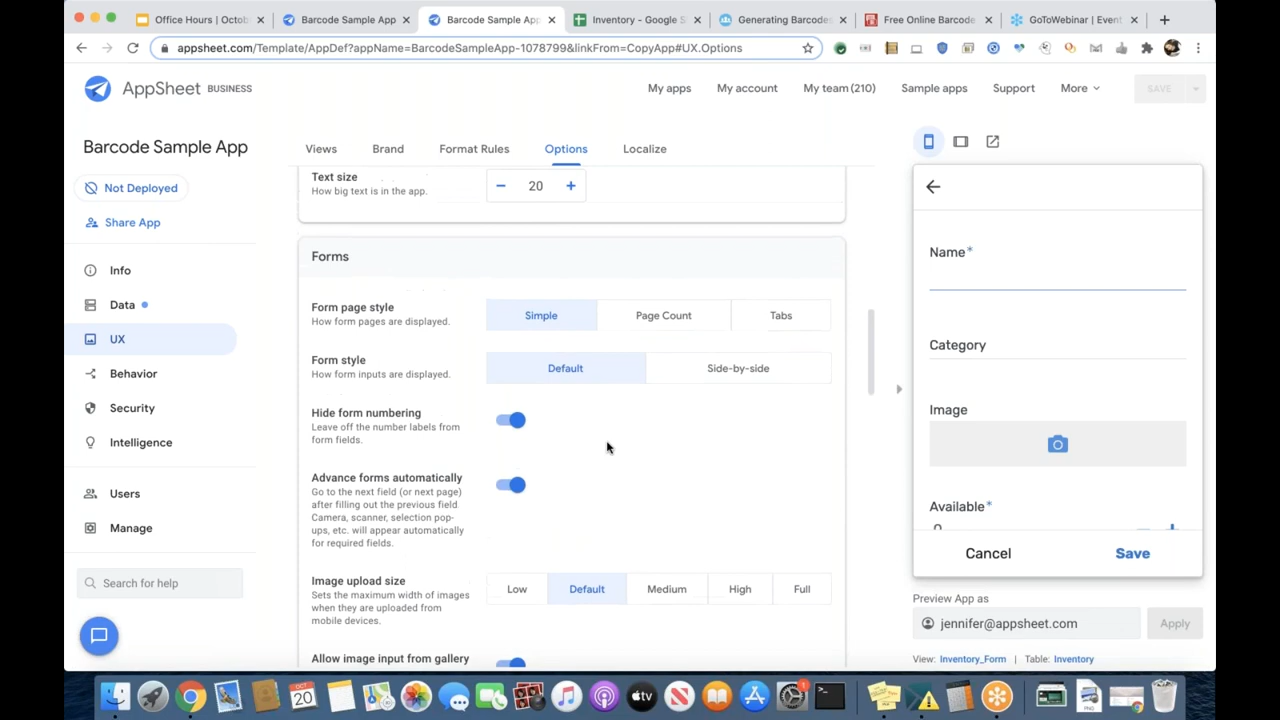 Office Hours | Octob
Barcode Sample App
Barcode Sample App
Inventory - Google S
Generating Barcodes
Free Online Barcode
GoToWebinar | Event
appsheet.com/Template/AppDef?appName=BarcodeSampleApp-1078799&linkFrom=CopyApp#UX.Options
AppSheet BUSINESS
My apps
My account
My team (210)
Sample apps
Support
More
SAVE
Barcode Sample App
Not Deployed
Share App
Info
Data
UX
Behavior
Security
Intelligence
Users
Manage
Search for help
Views
Brand
Format Rules
Options
Localize
Text size
How big text is in the app.
− 20 +
Forms
Form page style
How form pages are displayed.
Simple
Page Count
Tabs
Form style
How form inputs are displayed.
Default
Side-by-side
Hide form numbering
Leave off the number labels from
form fields.
Advance forms automatically
Go to the next field (or next page)
after filling out the previous field.
Camera, scanner, selection pop-
ups, etc. will appear automatically
for required fields.
Image upload size
Sets the maximum width of images
when they are uploaded from
mobile devices.
Low
Default
Medium
High
Full
Allow image input from gallery
Name*
Category
Image
Available*
0
Cancel
Save
Preview App as
jennifer@appsheet.com
Apply
View: Inventory_Form | Table: Inventory
OCT
20
tv
1